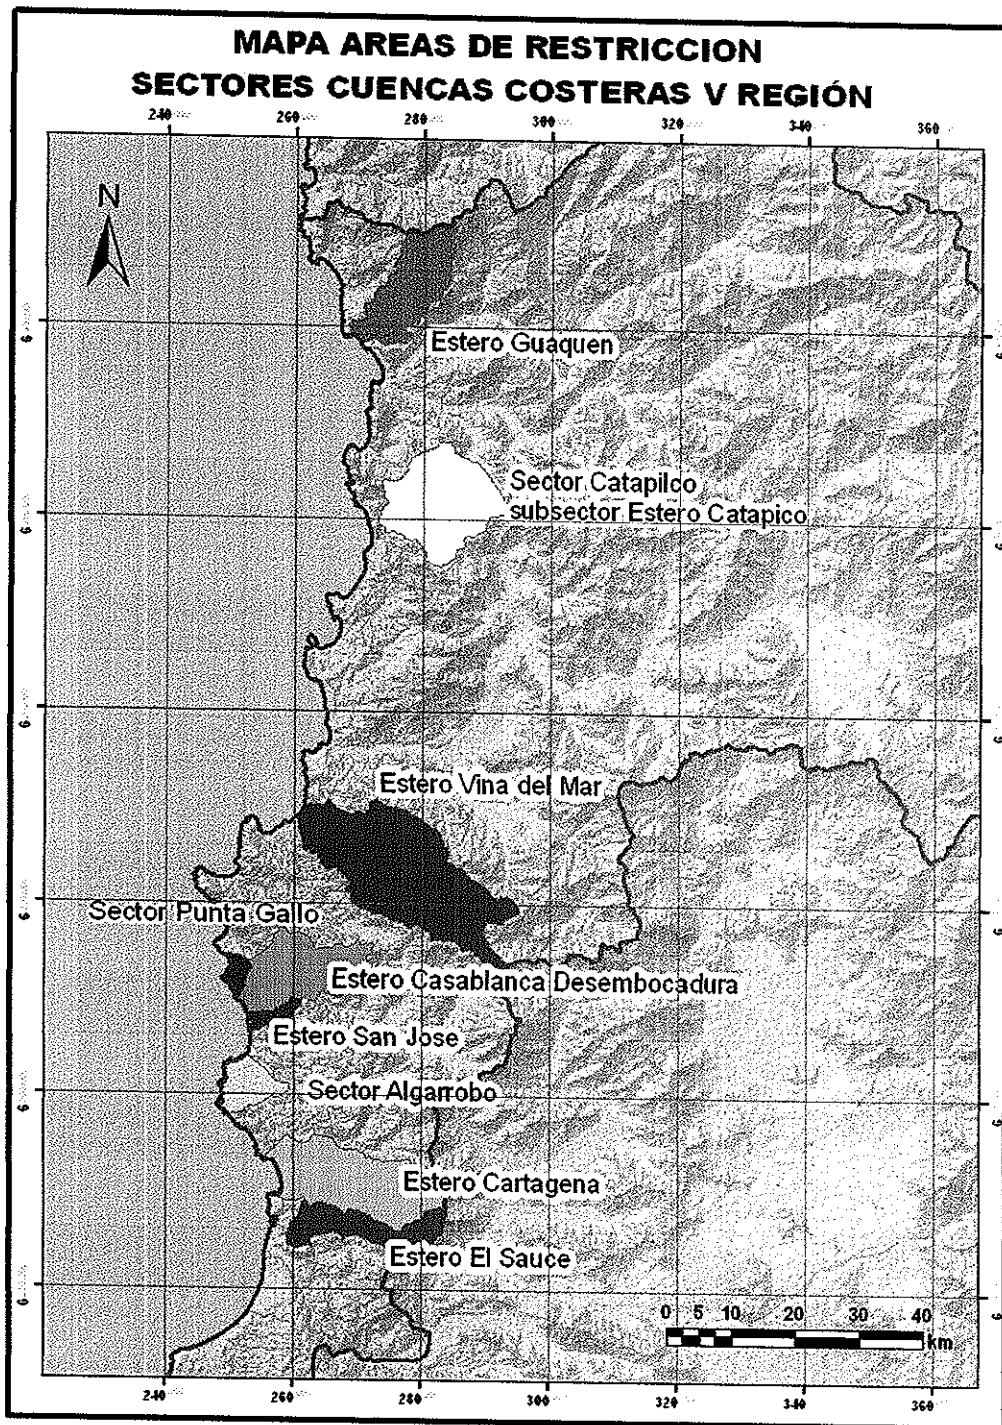 MAPA AREAS DE RESTRICCION
SECTORES CUENCAS COSTERAS V REGIÓN
240 260 280 300 320 340 360
N
Estero Guaquen
Sector Catapilco
subsector Estero Catapico
Estero Vina del Mar
Sector Punta Gallo
Estero Casablanca Desembocadura
Estero San Jose
Sector Algarrobo
Estero Cartagena
Estero El Sauce
0 5 10 20 30 40
km
240 260 280 300 320 340 360